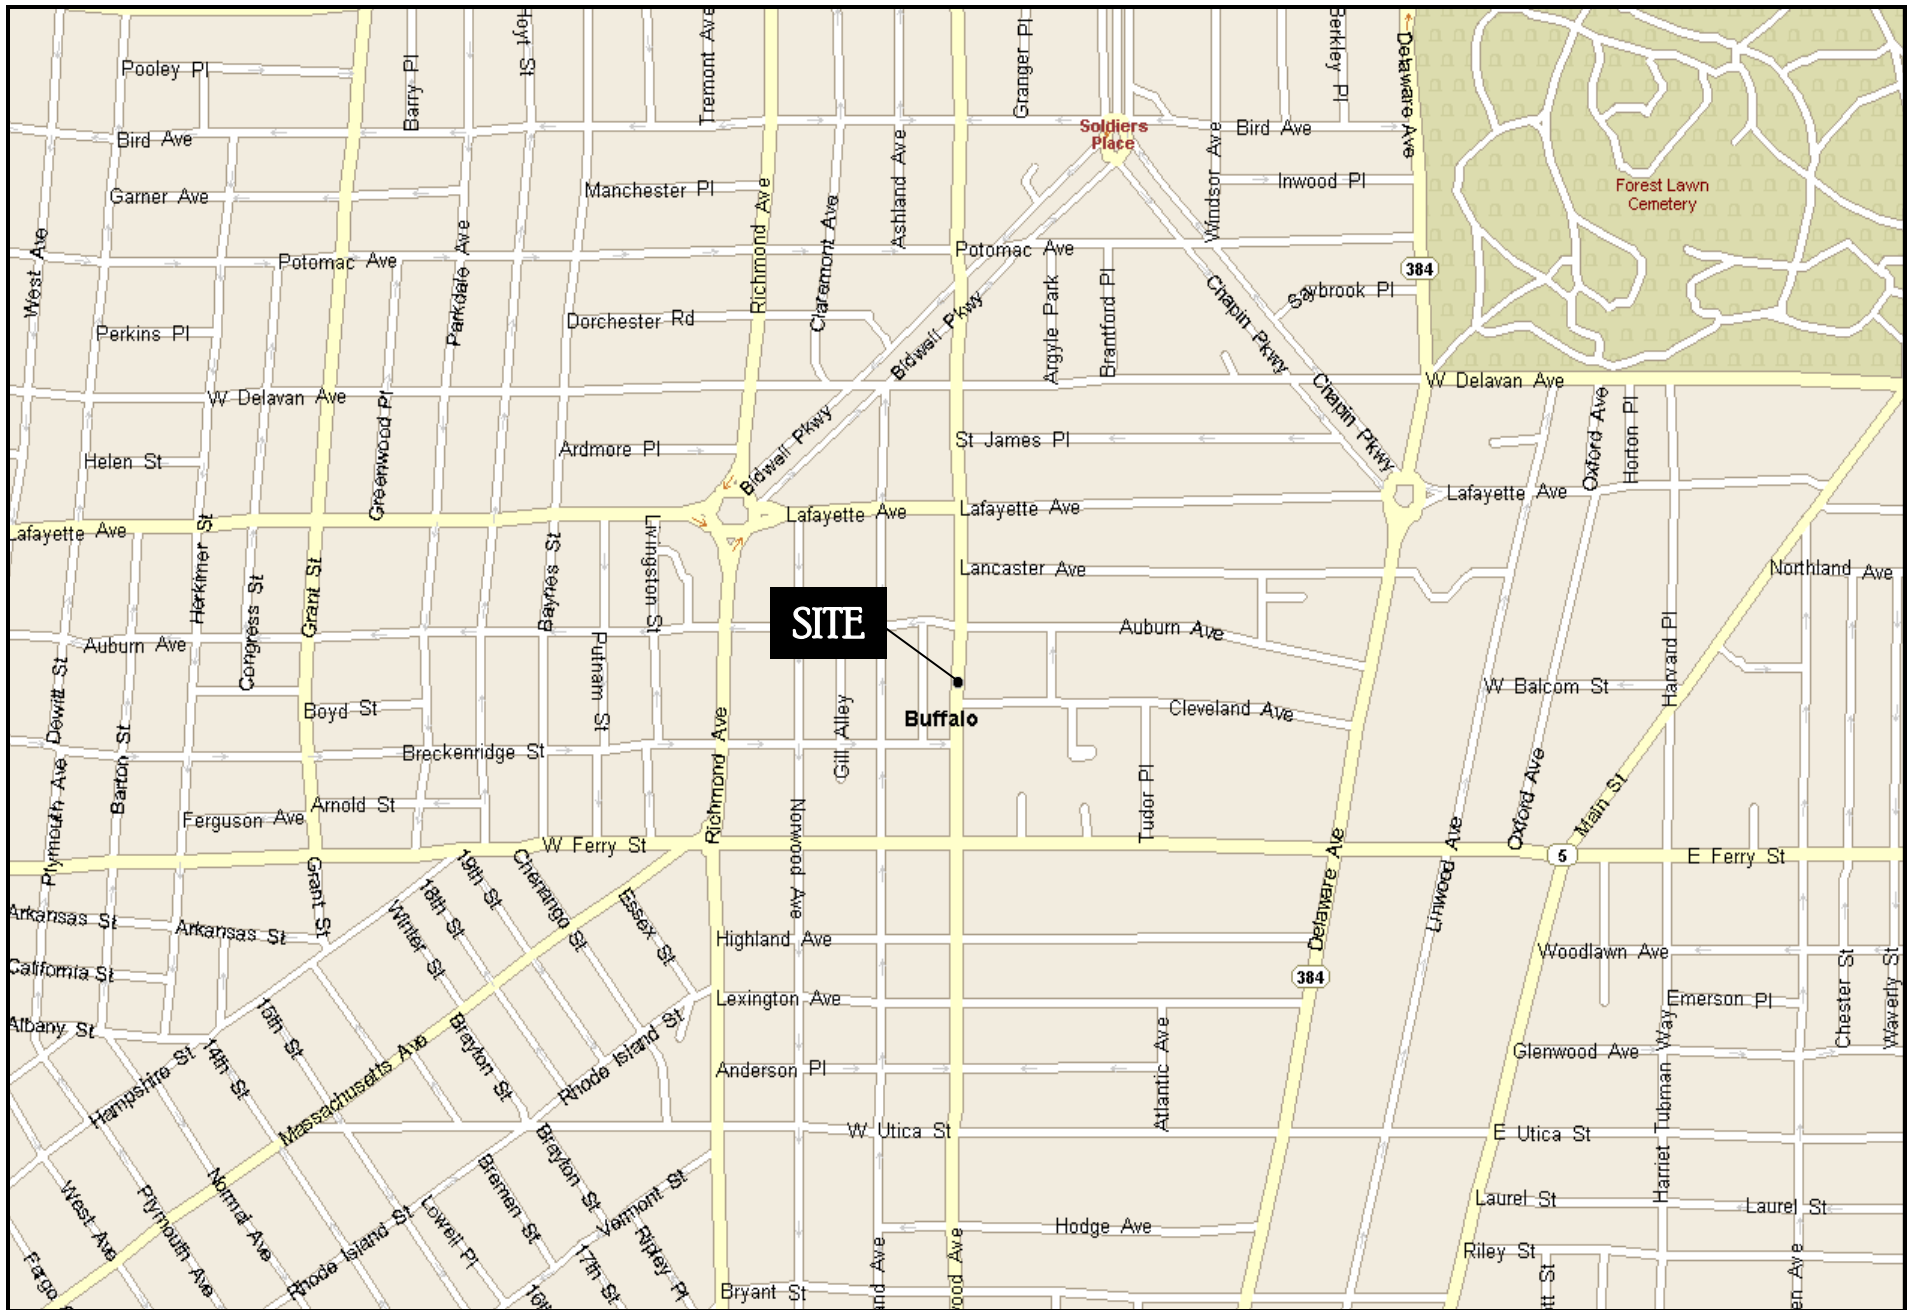 Hoyt St
Tremont Ave
Granger Pl
Berkley Pl
Delaware Ave
Pooley Pl
Barry Pl
Soldiers
Place
Bird Ave
Bird Ave
Ashland Ave
Windsor Ave
Garner Ave
Manchester Pl
Inwood Pl
Forest Lawn
Cemetery
Richmond Ave
Claremont Ave
West Ave
Parkdale Ave
Potomac Ave
Potomac Ave
384
Saybrook Pl
Argyle Park
Brantford Pl
Chapin Pkwy
Perkins Pl
Dorchester Rd
Bidwell Pkwy
W Delavan Ave
W Delavan Ave
Chapin Pkwy
Greenwood Pl
Bidwell Pkwy
Oxford Ave
Horton Pl
Helen St
Ardmore Pl
St James Pl
Lafayette Ave
Lafayette Ave
Lafayette Ave
Lafayette Ave
Herkimer St
Livingston St
Baynes St
Grant St
Congress St
Lancaster Ave
Northland Ave
SITE
Auburn Ave
Auburn Ave
Putnam St
Harvard Pl
Dewitt St
Boyd St
W Balcom St
Buffalo
Cleveland Ave
Gill Alley
Barton St
Breckenridge St
Richmond Ave
Plymouth Ave
Tudor Pl
Oxford Ave
Main St
Arnold St
Ferguson Ave
Norwood Ave
W Ferry St
5
E Ferry St
Grant St
19th St
Chenango St
18th St
Winter St
Essex St
Delaware Ave
Linwood Ave
Arkansas St
Arkansas St
Highland Ave
Woodlawn Ave
California St
384
Lexington Ave
Emerson Pl
Chester St
Waverly St
Albany St
15th St
14th St
Brayton St
Rhode Island St
Massachusetts Ave
Hampshire St
Anderson Pl
Atlantic Ave
Glenwood Ave
Harriet Tubman Way
W Utica St
E Utica St
Brayton St
Bremen St
West Ave
Plymouth Ave
Normal Ave
Vermont St
Lowell Pl
Rhode Island St
Laurel St
Laurel St
Hodge Ave
Ripley Pl
17th St
Riley St
Fargo
Bryant St
and Ave
wood Ave
tt St
en Ave